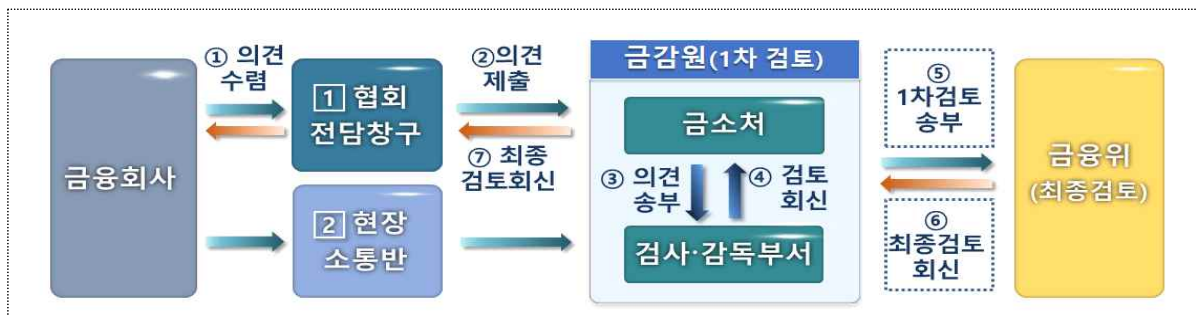 금융회사
① 의견
수렴
1 협회
전담창구
2 현장
소통반
②의견
제출
⑦ 최종
검토회신
금감원(1차 검토)
금소처
③ 의견
송부
④ 검토
회신
검사·감독부서
⑤
1차검토
송부
⑥
최종검토
회신
금융위
(최종검토)